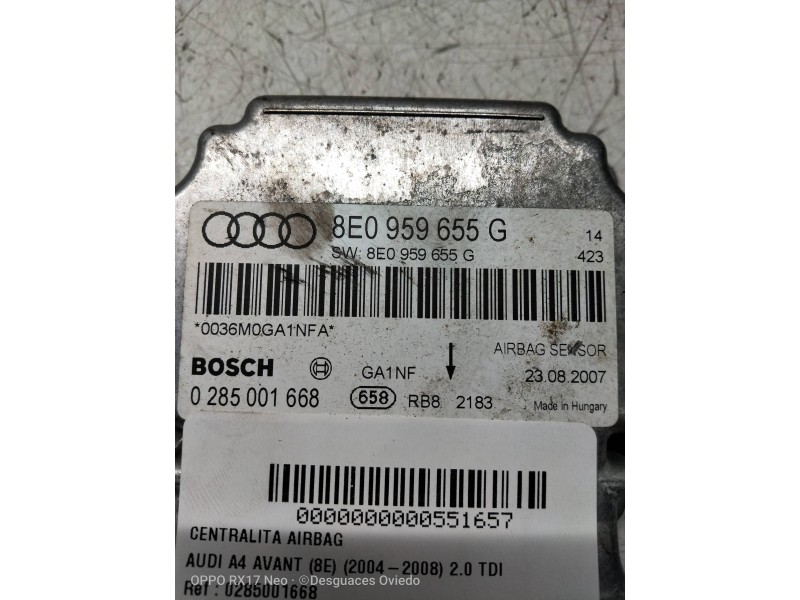 8E0 959 655 G
14
SW: 8E0 959 655 G
423
*0036M0GA1NFA*
AIRBAG SENSOR
BOSCH
GA1NF
23.08.2007
0 285 001 668
658
RB8 2183
Made in Hungary
0000000000551657
CENTRALITA AIRBAG
AUDI A4 AVANT (8E) (2004-2008) 2.0 TDI
OPPO RX17 Neo · ©Desguaces Oviedo
Ref : 0285001668